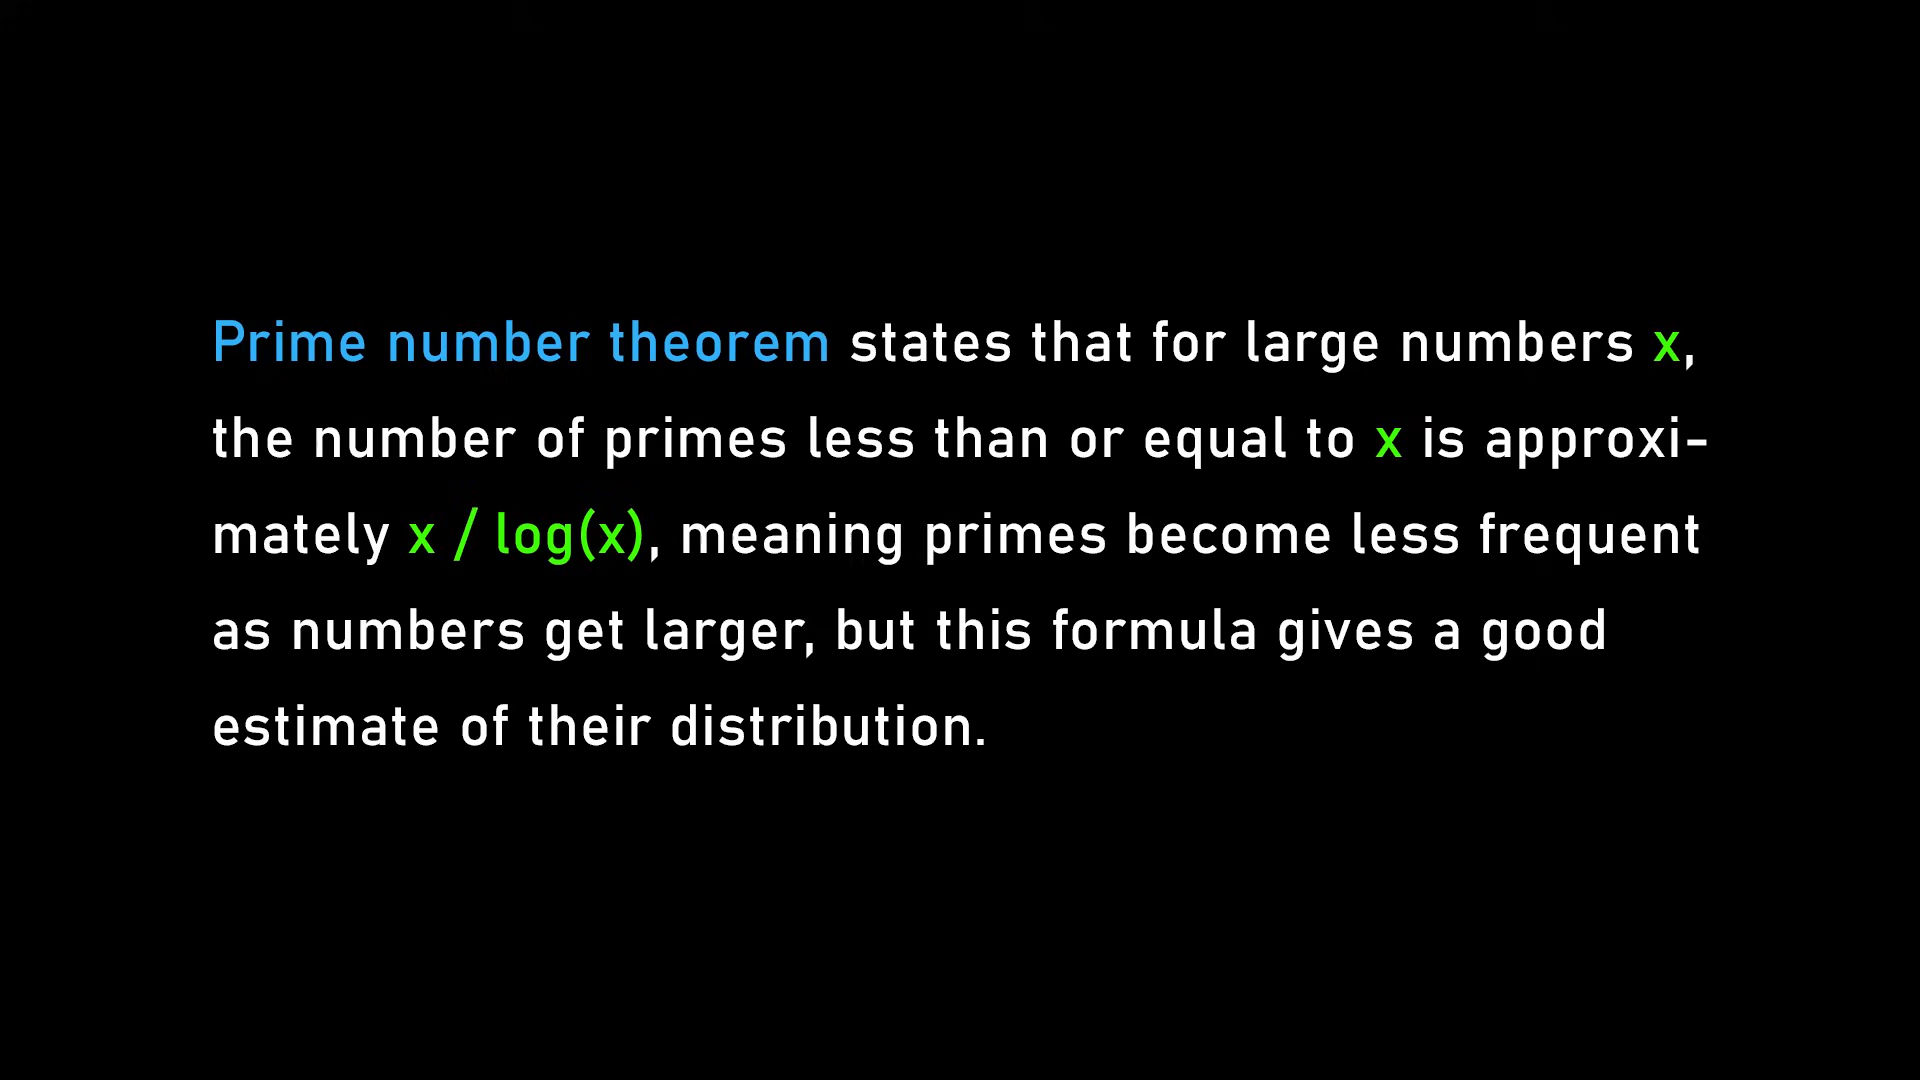 Prime number theorem states that for large numbers x,
the number of primes less than or equal to x is approxi-
mately x / log(x), meaning primes become less frequent
as numbers get larger, but this formula gives a good
estimate of their distribution.